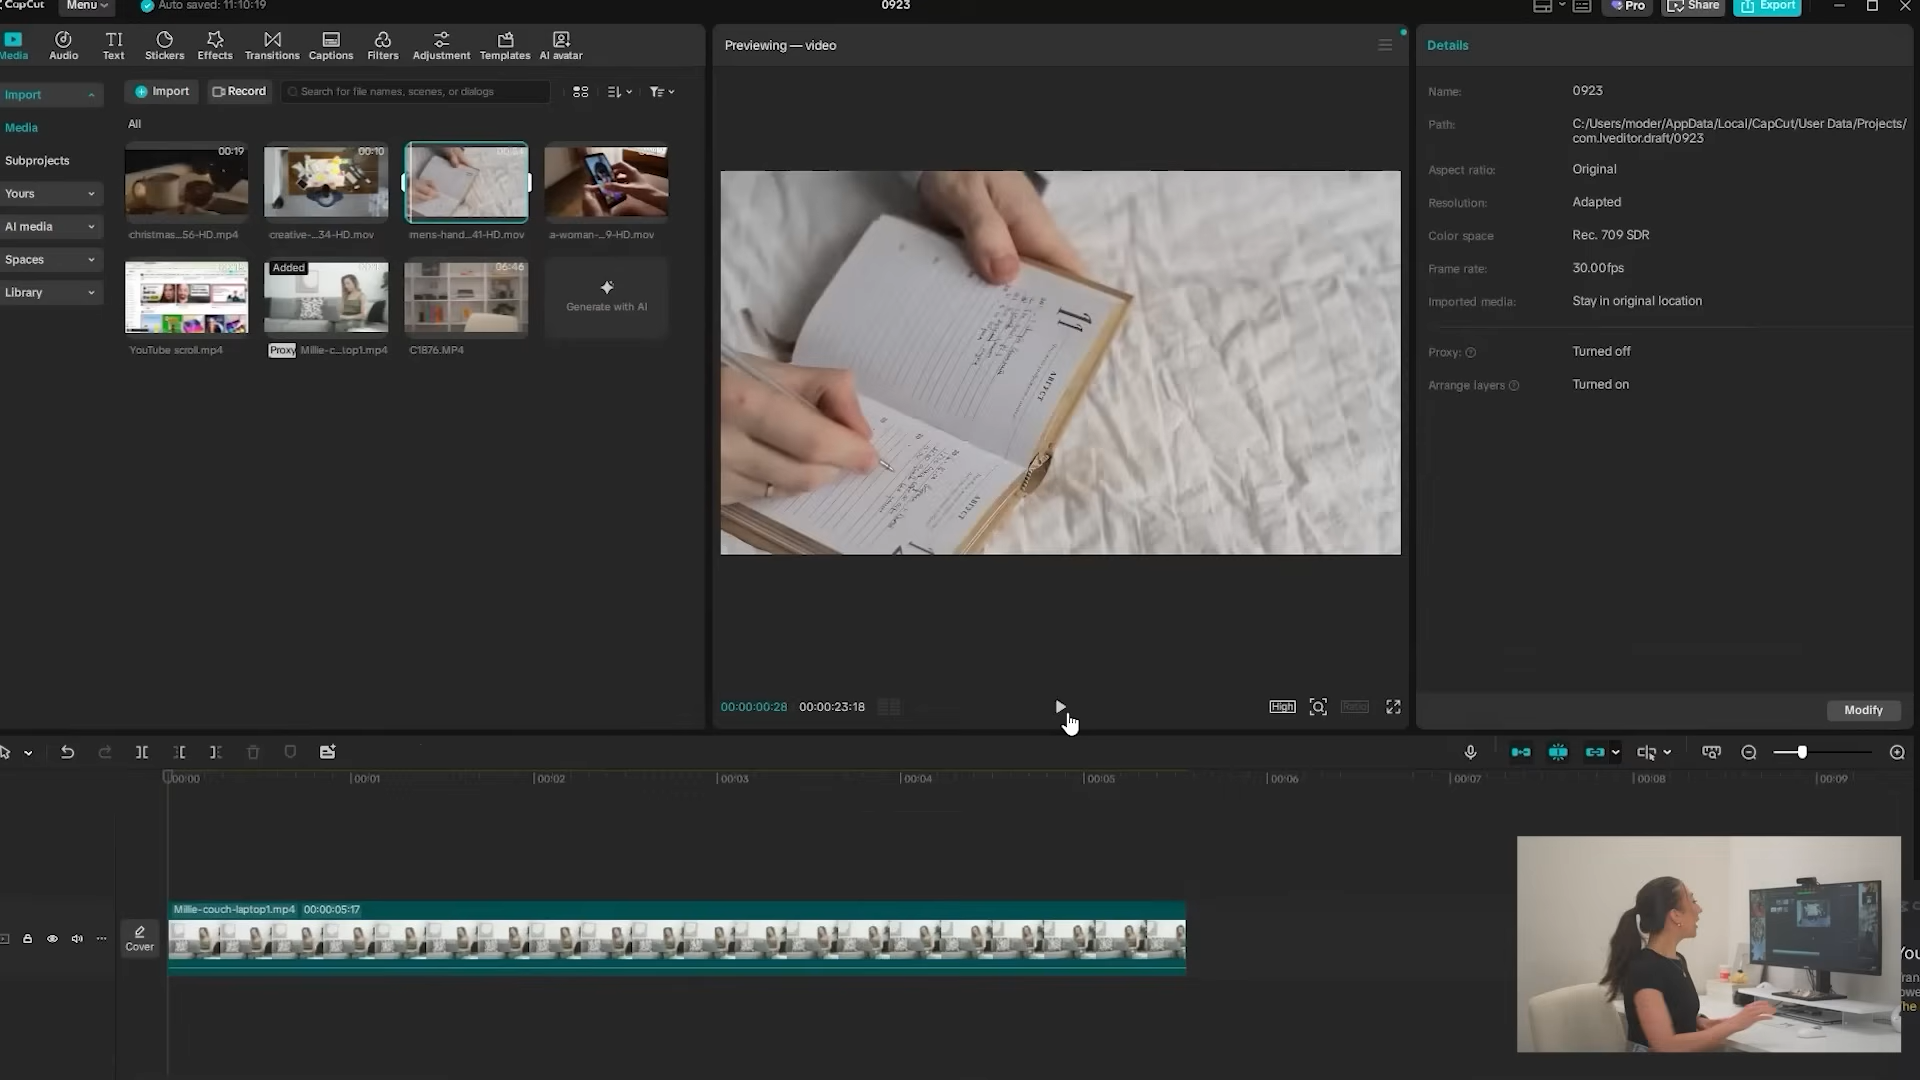 CapCut
Menu
Auto saved: 11:10:19
0923
Pro
Share
Export
Media
Audio
TI
Text
Stickers
Effects
Transitions
Captions
Filters
Adjustment
Templates
AI avatar
Import
Media
Subprojects
Yours
AI media
Spaces
Library
Import
Record
Search for file names, scenes, or dialogs
All
00:19
00:10
christmas...56-HD.mp4
creative-...34-HD.mov
mens-hand...41-HD.mov
a-woman-...9-HD.mov
Added
06:46
Generate with AI
YouTube scroll.mp4
Proxy Millie-c...top1.mp4
C1876.MP4
Previewing — video
11
АВГУСТ
АВГУСТ
00:00:00:28
00:00:23:18
High
Ratio
Details
Name: 0923
Path: C:/Users/moder/AppData/Local/CapCut/User Data/Projects/
com.lveditor.draft/0923
Aspect ratio: Original
Resolution: Adapted
Color space Rec. 709 SDR
Frame rate: 30.00fps
Imported media: Stay in original location
Proxy: Turned off
Arrange layers Turned on
Modify
00:00
00:01
00:02
00:03
00:04
00:05
00:06
00:07
00:08
00:09
Millie-couch-laptop1.mp4 00:00:05:17
Cover